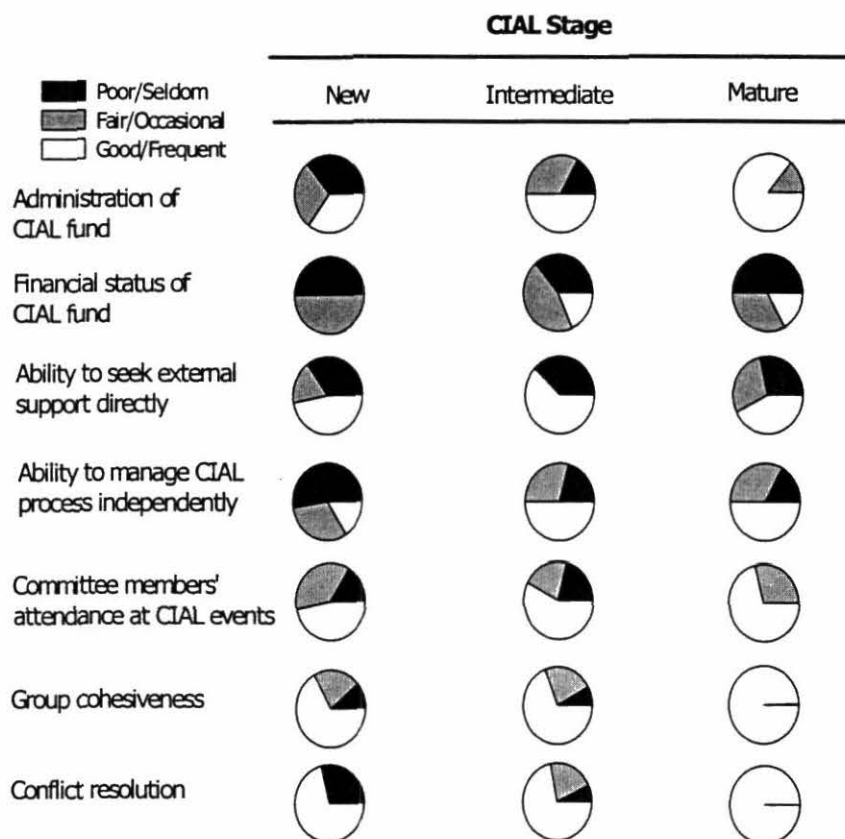 CIAL Stage
Poor/Seldom
Fair/Occasional
Good/Frequent
New Intermediate Mature
Administration of
CIAL fund
Financial status of
CIAL fund
Ability to seek external
support directly
Ability to manage CIAL
process independently
Committee members'
attendance at CIAL events
Group cohesiveness
Conflict resolution